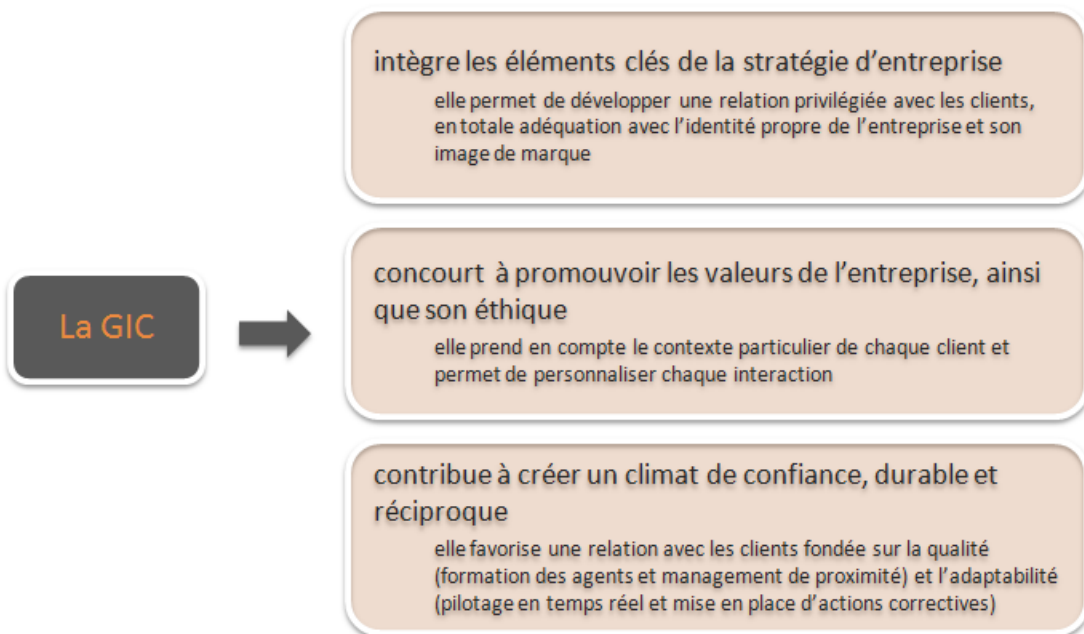 La GIC
intègre les éléments clés de la stratégie d’entreprise
elle permet de développer une relation privilégiée avec les clients,
en totale adéquation avec l’identité propre de l’entreprise et son
image de marque
concourt à promouvoir les valeurs de l’entreprise, ainsi
que son éthique
elle prend en compte le contexte particulier de chaque client et
permet de personnaliser chaque interaction
contribue à créer un climat de confiance, durable et
réciproque
elle favorise une relation avec les clients fondée sur la qualité
(formation des agents et management de proximité) et l’adaptabilité
(pilotage en temps réel et mise en place d’actions correctives)